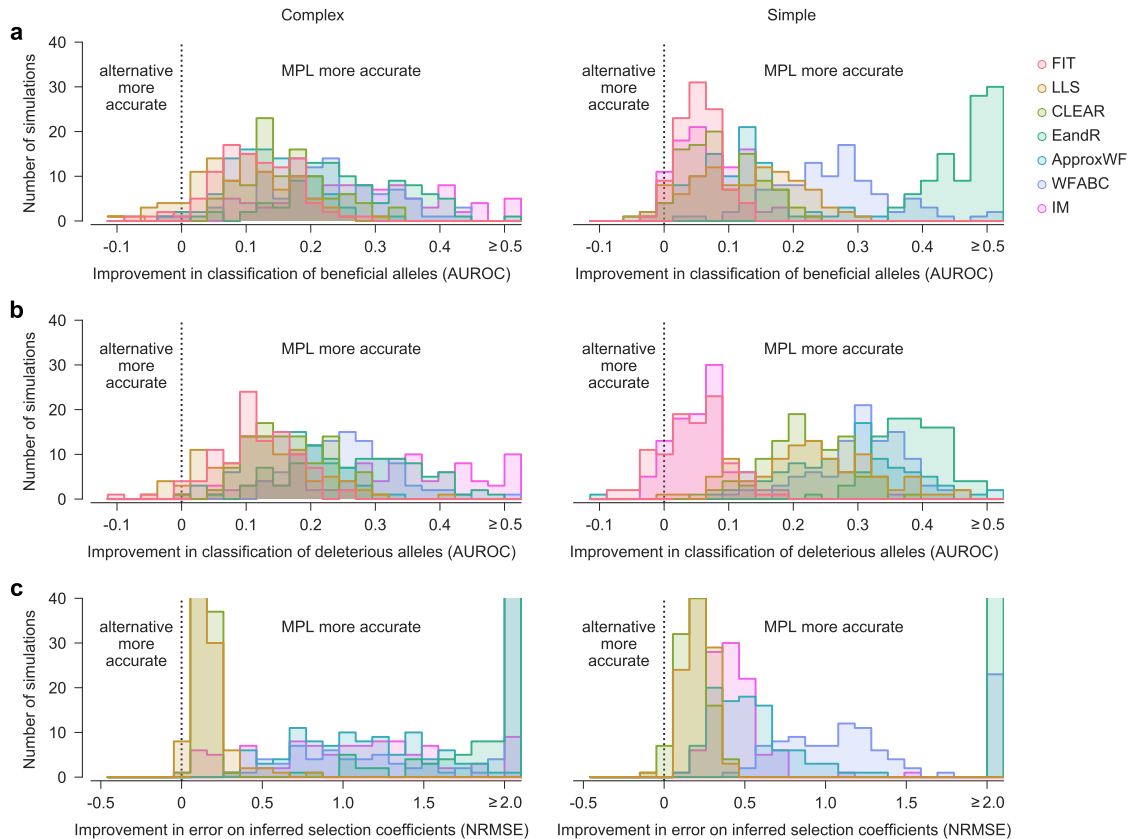 Complex
Simple
a
Number of simulations
40
30
20
10
0
alternative
more
accurate
MPL more accurate
-0.1
0
0.1
0.2
0.3
0.4
≥ 0.5
Improvement in classification of beneficial alleles (AUROC)
alternative
more
accurate
MPL more accurate
-0.1
0
0.1
0.2
0.3
0.4
≥ 0.5
Improvement in classification of beneficial alleles (AUROC)
FIT
LLS
CLEAR
EandR
ApproxWF
WFABC
IM
b
Number of simulations
40
30
20
10
0
alternative
more
accurate
MPL more accurate
-0.1
0
0.1
0.2
0.3
0.4
≥ 0.5
Improvement in classification of deleterious alleles (AUROC)
alternative
more
accurate
MPL more accurate
-0.1
0
0.1
0.2
0.3
0.4
≥ 0.5
Improvement in classification of deleterious alleles (AUROC)
c
Number of simulations
40
30
20
10
0
alternative
more
accurate
MPL more accurate
-0.5
0
0.5
1.0
1.5
≥ 2.0
Improvement in error on inferred selection coefficients (NRMSE)
alternative
more
accurate
MPL more accurate
-0.5
0
0.5
1.0
1.5
≥ 2.0
Improvement in error on inferred selection coefficients (NRMSE)